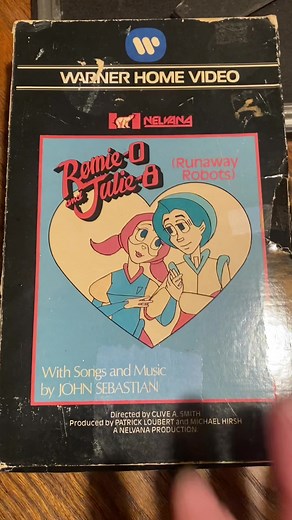 WARNER HOME VIDEO
NELVANA
Romie-0
and Julie-8
(Runaway
Robots)
With Songs and Music
by JOHN SEBASTIAN
Directed by CLIVE A. SMITH
Produced by PATRICK LOUBERT and MICHAEL HIRSH
A NELVANA PRODUCTION